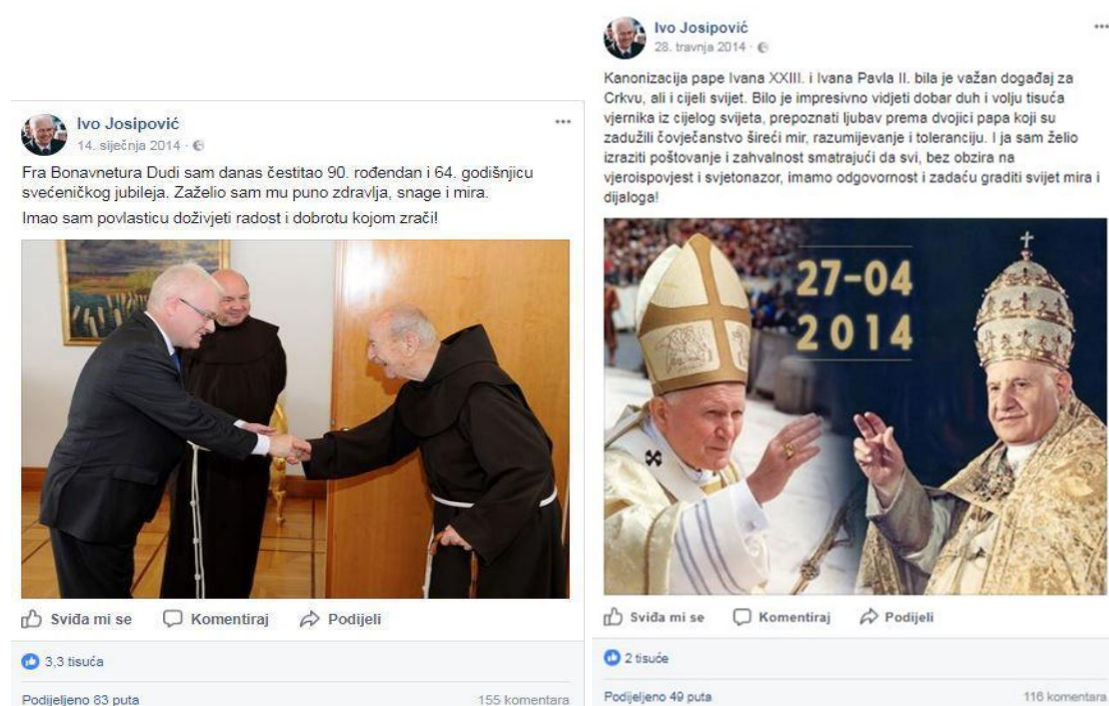 Ivo Josipović
14. siječnja 2014 ·
Fra Bonavnetura Dudi sam danas čestitao 90. rođendan i 64. godišnjicu
svećeničkog jubileja. Zaželio sam mu puno zdravlja, snage i mira.
Imao sam povlasticu doživjeti radost i dobrotu kojom zrači!
Sviđa mi se Komentiraj Podijeli
3,3 tisuća
Podijeljeno 83 puta 155 komentara
Ivo Josipović
28. travnja 2014 ·
Kanonizacija pape Ivana XXIII. i Ivana Pavla II. bila je važan događaj za
Crkvu, ali i cijeli svijet. Bilo je impresivno vidjeti dobar duh i volju tisuća
vjernika iz cijelog svijeta, prepoznati ljubav prema dvojici papa koji su
zadužili čovječanstvo šireći mir, razumijevanje i toleranciju. I ja sam želio
izraziti poštovanje i zahvalnost smatrajući da svi, bez obzira na
vjeroispovjest i svjetonazor, imamo odgovornost i zadaću graditi svijet mira i
dijaloga!
27-04
2014
Sviđa mi se Komentiraj Podijeli
2 tisuće
Podijeljeno 49 puta 116 komentara